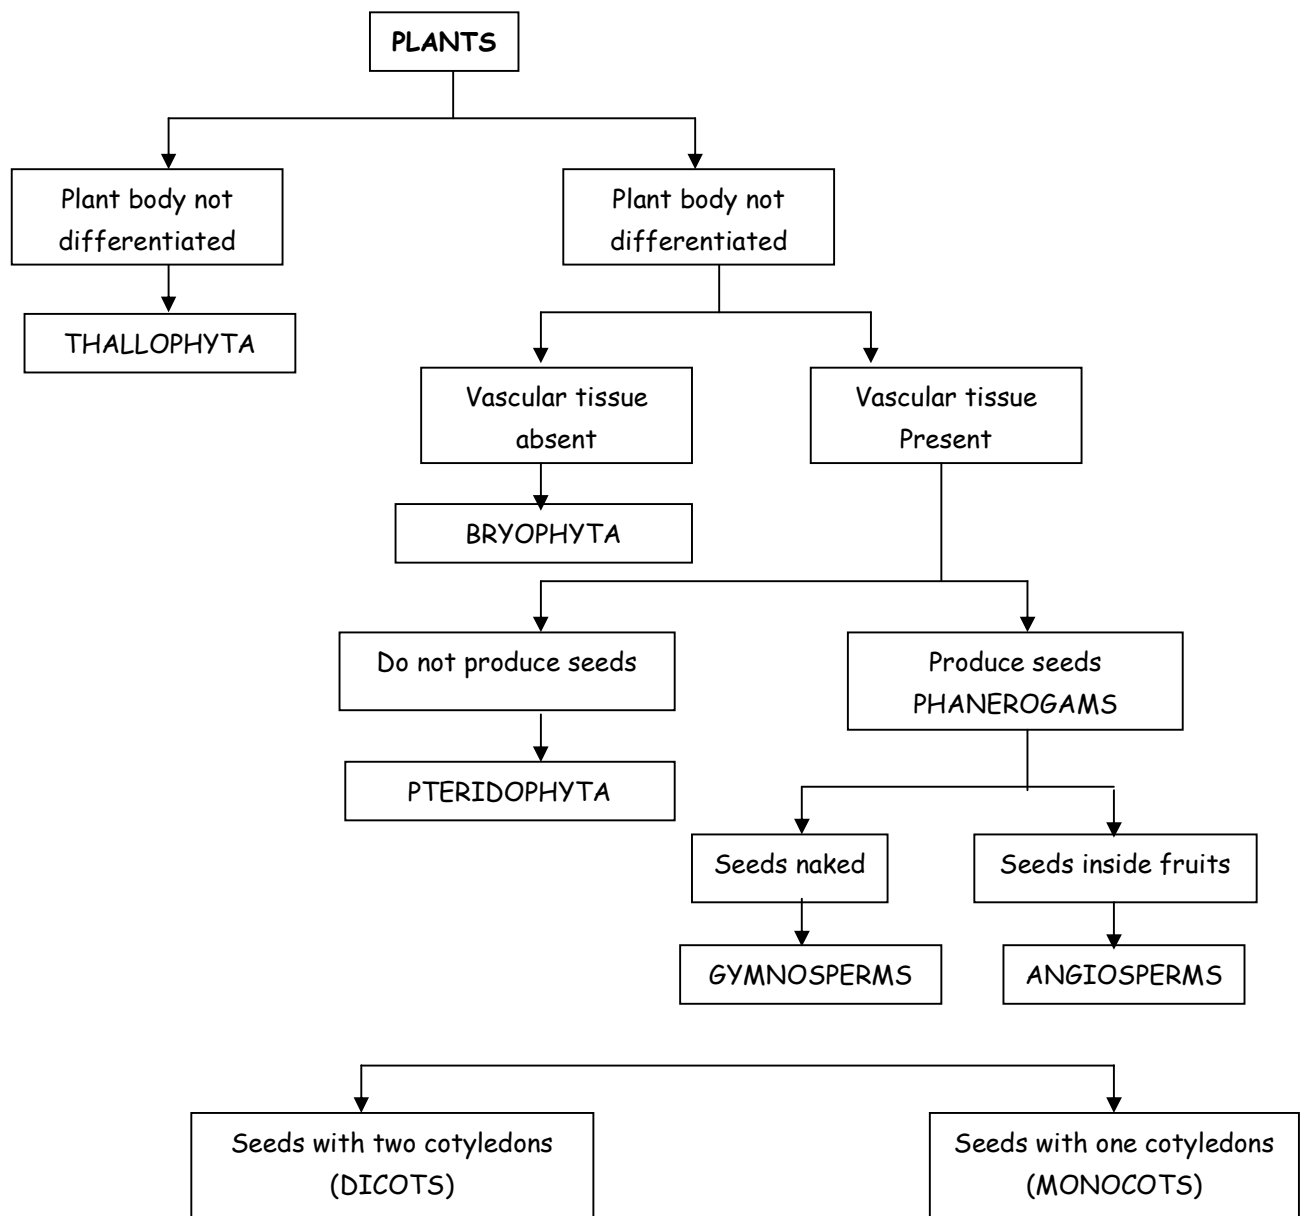 PLANTS
Plant body not
differentiated
Plant body not
differentiated
THALLOPHYTA
Vascular tissue
absent
Vascular tissue
Present
BRYOPHYTA
Do not produce seeds
Produce seeds
PHANEROGAMS
PTERIDOPHYTA
Seeds naked
Seeds inside fruits
GYMNOSPERMS
ANGIOSPERMS
Seeds with two cotyledons
(DICOTS)
Seeds with one cotyledons
(MONOCOTS)